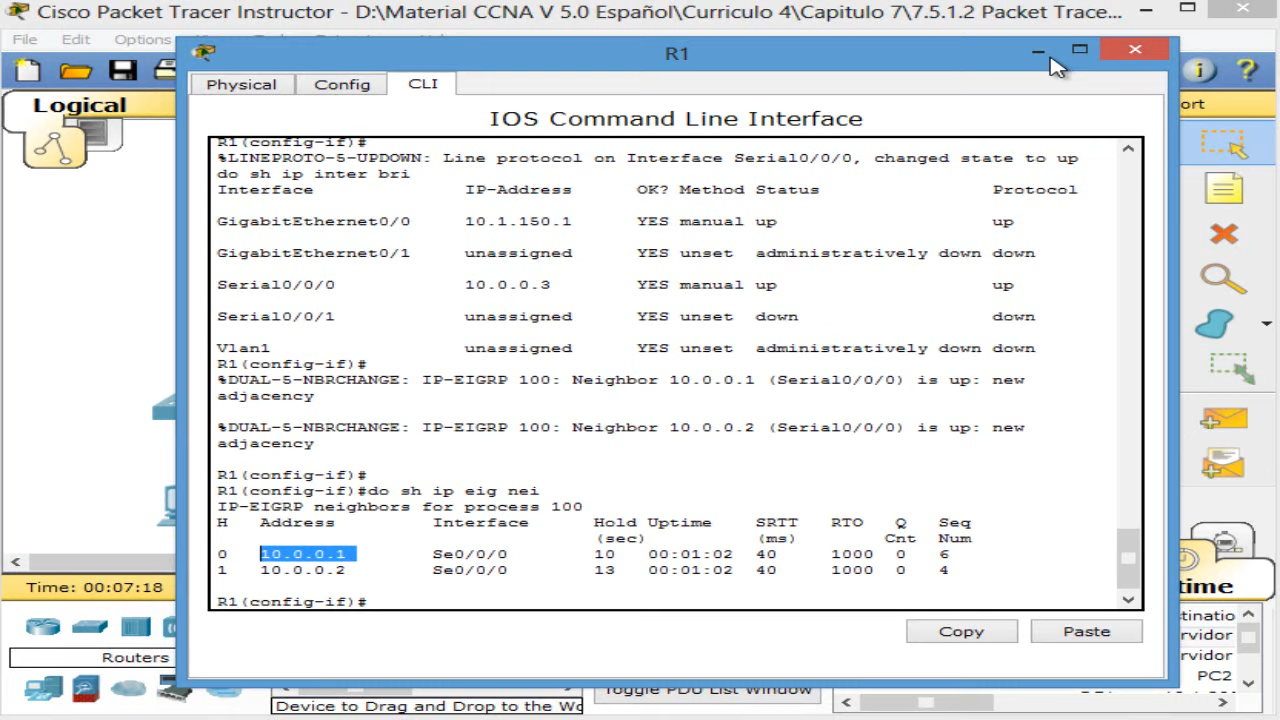 Cisco Packet Tracer Instructor - D:\Material CCNA V 5.0 Español\Curriculo 4\Capitulo 7\7.5.1.2 Packet Trace...
File Edit Options
R1
Logical
Physical Config CLI
ort
IOS Command Line Interface
R1(config-if)#
%LINEPROTO-5-UPDOWN: Line protocol on Interface Serial0/0/0, changed state to up
do sh ip inter bri
Interface IP-Address OK? Method Status Protocol
GigabitEthernet0/0 10.1.150.1 YES manual up up
GigabitEthernet0/1 unassigned YES unset administratively down down
Serial0/0/0 10.0.0.3 YES manual up up
Serial0/0/1 unassigned YES unset down down
Vlan1 unassigned YES unset administratively down down
R1(config-if)#
%DUAL-5-NBRCHANGE: IP-EIGRP 100: Neighbor 10.0.0.1 (Serial0/0/0) is up: new
adjacency
%DUAL-5-NBRCHANGE: IP-EIGRP 100: Neighbor 10.0.0.2 (Serial0/0/0) is up: new
adjacency
R1(config-if)#
R1(config-if)#do sh ip eig nei
IP-EIGRP neighbors for process 100
H Address Interface Hold Uptime SRTT RTO Q Seq
(sec) (ms) Cnt Num
0 10.0.0.1 Se0/0/0 10 00:01:02 40 1000 0 6
1 10.0.0.2 Se0/0/0 13 00:01:02 40 1000 0 4
R1(config-if)#
Copy Paste
Time: 00:07:18
time
Routers
stinatio
rvidor
rvidor
PC2
Toggle PDU List Window
Device to Drag and Drop to the Wo